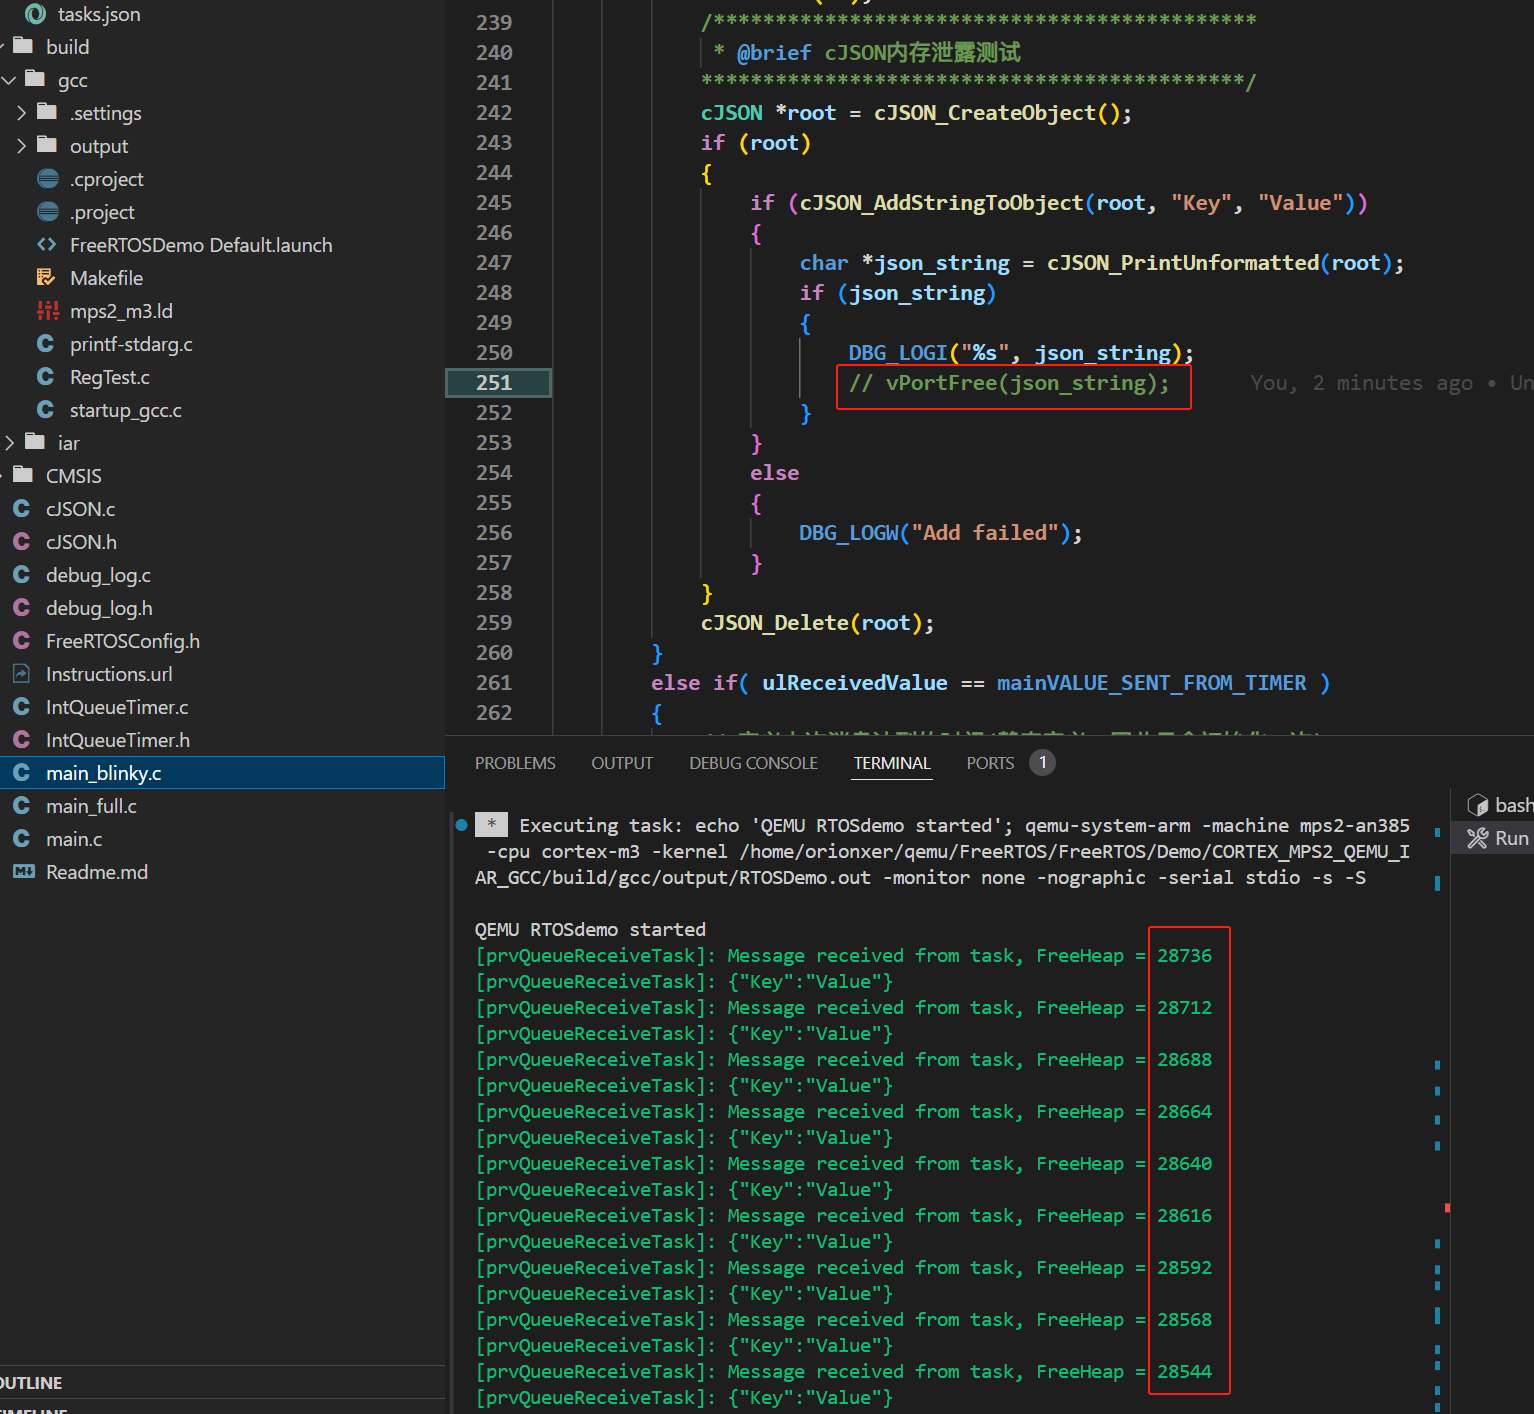 tasks.json
build
gcc
.settings
output
.cproject
.project
FreeRTOSDemo Default.launch
Makefile
mps2_m3.ld
printf-stdarg.c
RegTest.c
startup_gcc.c
iar
CMSIS
cJSON.c
cJSON.h
debug_log.c
debug_log.h
FreeRTOSConfig.h
Instructions.url
IntQueueTimer.c
IntQueueTimer.h
main_blinky.c
main_full.c
main.c
Readme.md
OUTLINE
TIMELINE
239 /********************************************
240 * @brief cJSON内存泄露测试
241 ********************************************/
242 cJSON *root = cJSON_CreateObject();
243 if (root)
244 {
245 if (cJSON_AddStringToObject(root, "Key", "Value"))
246 {
247 char *json_string = cJSON_PrintUnformatted(root);
248 if (json_string)
249 {
250 DBG_LOGI("%s", json_string);
251 // vPortFree(json_string); You, 2 minutes ago • Un
252 }
253 }
254 else
255 {
256 DBG_LOGW("Add failed");
257 }
258 }
259 cJSON_Delete(root);
260 }
261 else if( ulReceivedValue == mainVALUE_SENT_FROM_TIMER )
262 {
PROBLEMS OUTPUT DEBUG CONSOLE TERMINAL PORTS 1
* Executing task: echo 'QEMU RTOSdemo started'; qemu-system-arm -machine mps2-an385
-cpu cortex-m3 -kernel /home/orionxer/qemu/FreeRTOS/FreeRTOS/Demo/CORTEX_MPS2_QEMU_I
AR_GCC/build/gcc/output/RTOSDemo.out -monitor none -nographic -serial stdio -s -S
QEMU RTOSdemo started
[prvQueueReceiveTask]: Message received from task, FreeHeap = 28736
[prvQueueReceiveTask]: {"Key":"Value"}
[prvQueueReceiveTask]: Message received from task, FreeHeap = 28712
[prvQueueReceiveTask]: {"Key":"Value"}
[prvQueueReceiveTask]: Message received from task, FreeHeap = 28688
[prvQueueReceiveTask]: {"Key":"Value"}
[prvQueueReceiveTask]: Message received from task, FreeHeap = 28664
[prvQueueReceiveTask]: {"Key":"Value"}
[prvQueueReceiveTask]: Message received from task, FreeHeap = 28640
[prvQueueReceiveTask]: {"Key":"Value"}
[prvQueueReceiveTask]: Message received from task, FreeHeap = 28616
[prvQueueReceiveTask]: {"Key":"Value"}
[prvQueueReceiveTask]: Message received from task, FreeHeap = 28592
[prvQueueReceiveTask]: {"Key":"Value"}
[prvQueueReceiveTask]: Message received from task, FreeHeap = 28568
[prvQueueReceiveTask]: {"Key":"Value"}
[prvQueueReceiveTask]: Message received from task, FreeHeap = 28544
[prvQueueReceiveTask]: {"Key":"Value"}
bash
Run